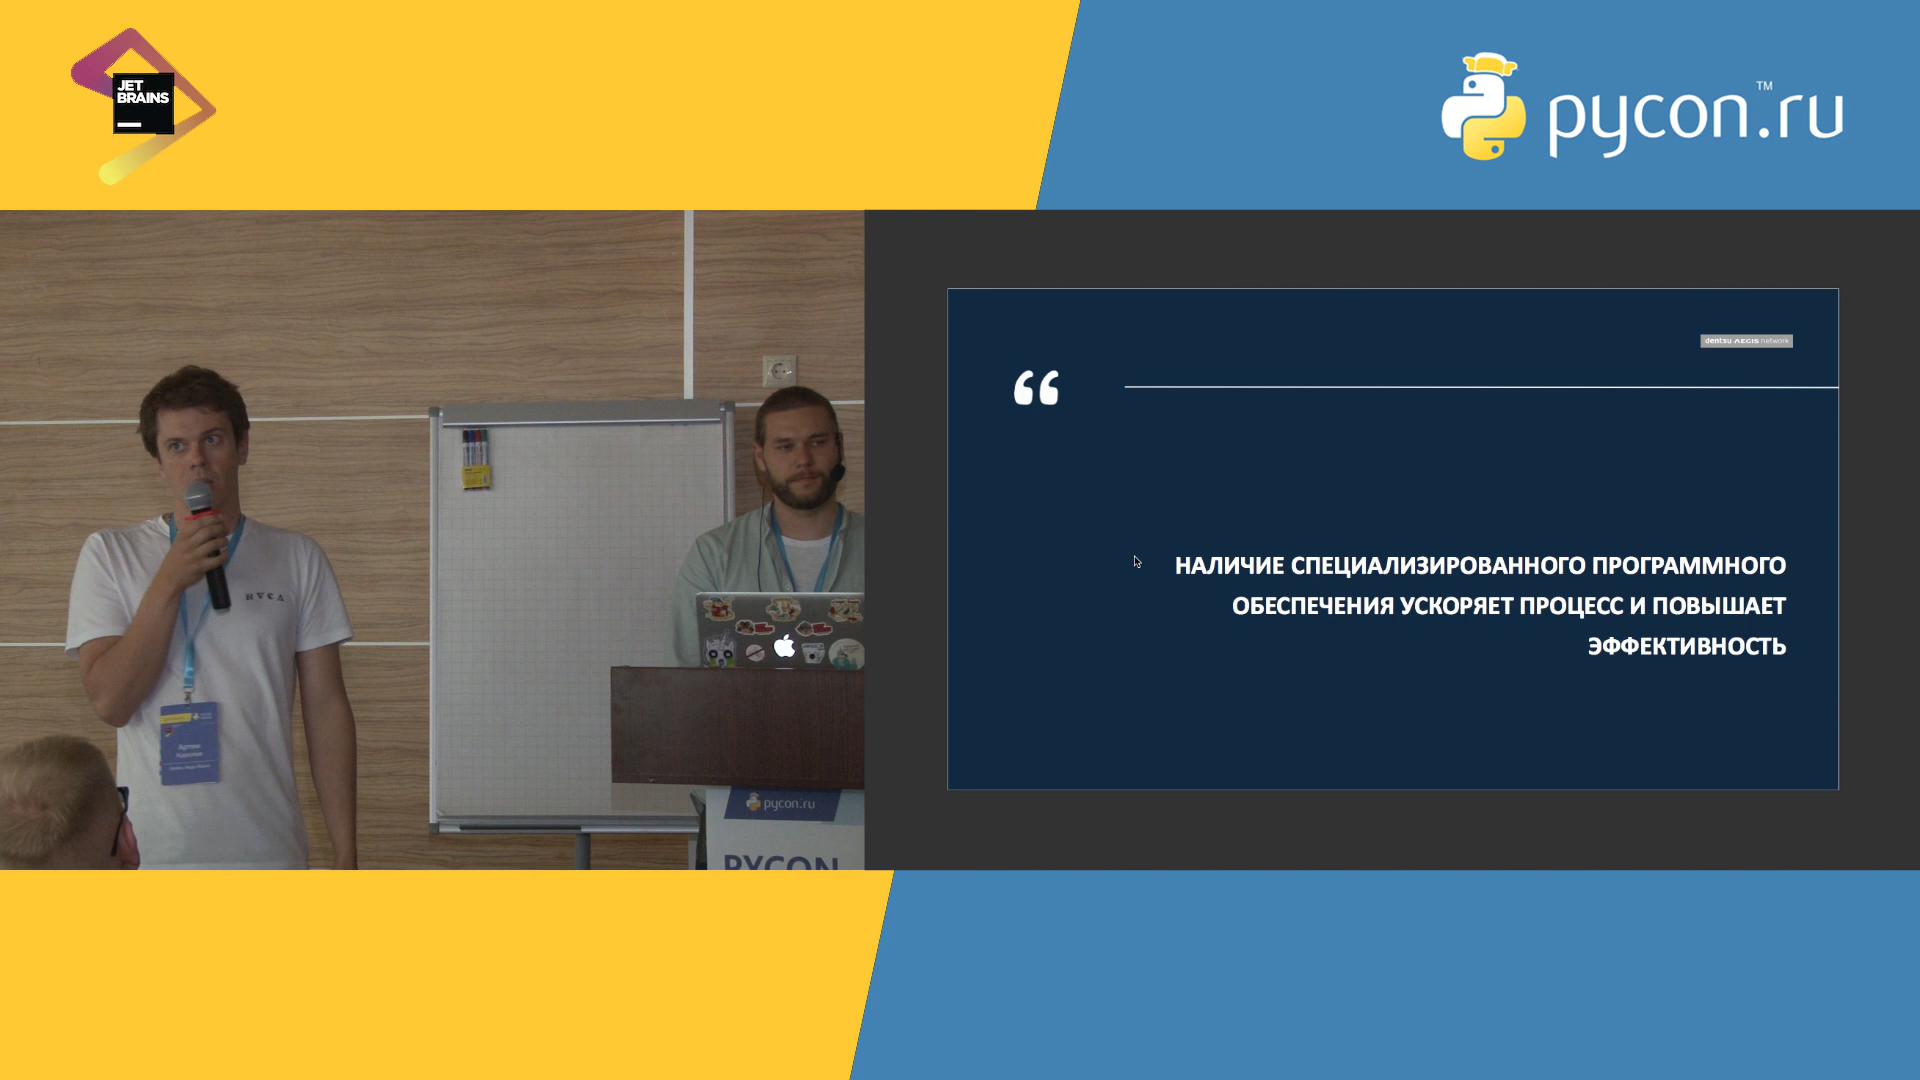 JET
BRAINS
pycon.ru
TM
dentsu AEGIS network
“
НАЛИЧИЕ СПЕЦИАЛИЗИРОВАННОГО ПРОГРАММНОГО
ОБЕСПЕЧЕНИЯ УСКОРЯЕТ ПРОЦЕСС И ПОВЫШАЕТ
ЭФФЕКТИВНОСТЬ
RVCA
Артем
pycon.ru
PYCON